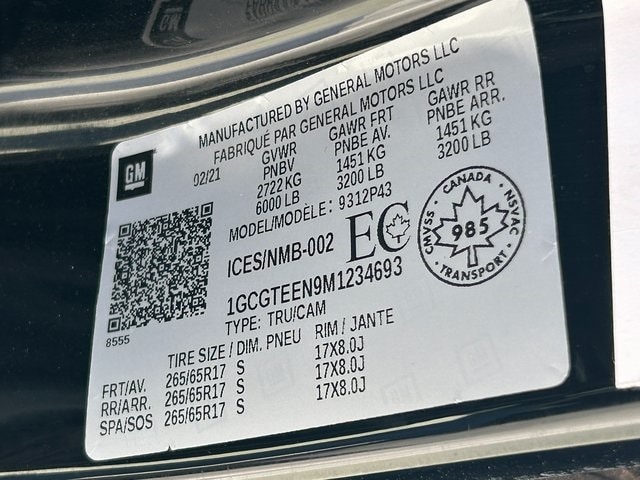 MANUFACTURED BY GENERAL MOTORS LLC
FABRIQUÉ PAR GENERAL MOTORS LLC
GM
02/21
GVWR GAWR FRT GAWR RR
PNBV PNBE AV. PNBE ARR.
2722 KG 1451 KG 1451 KG
6000 LB 3200 LB 3200 LB
MODEL/MODÈLE: 9312P43
ICES/NMB-002
EC
CANADA
CMVSS · NSVAC
985
TRANSPORT
1GCGTEEN9M1234693
TYPE: TRU/CAM
8555
TIRE SIZE / DIM. PNEU RIM / JANTE
FRT/AV. 265/65R17 S 17X8.0J
RR/ARR. 265/65R17 S 17X8.0J
SPA/SOS 265/65R17 S 17X8.0J